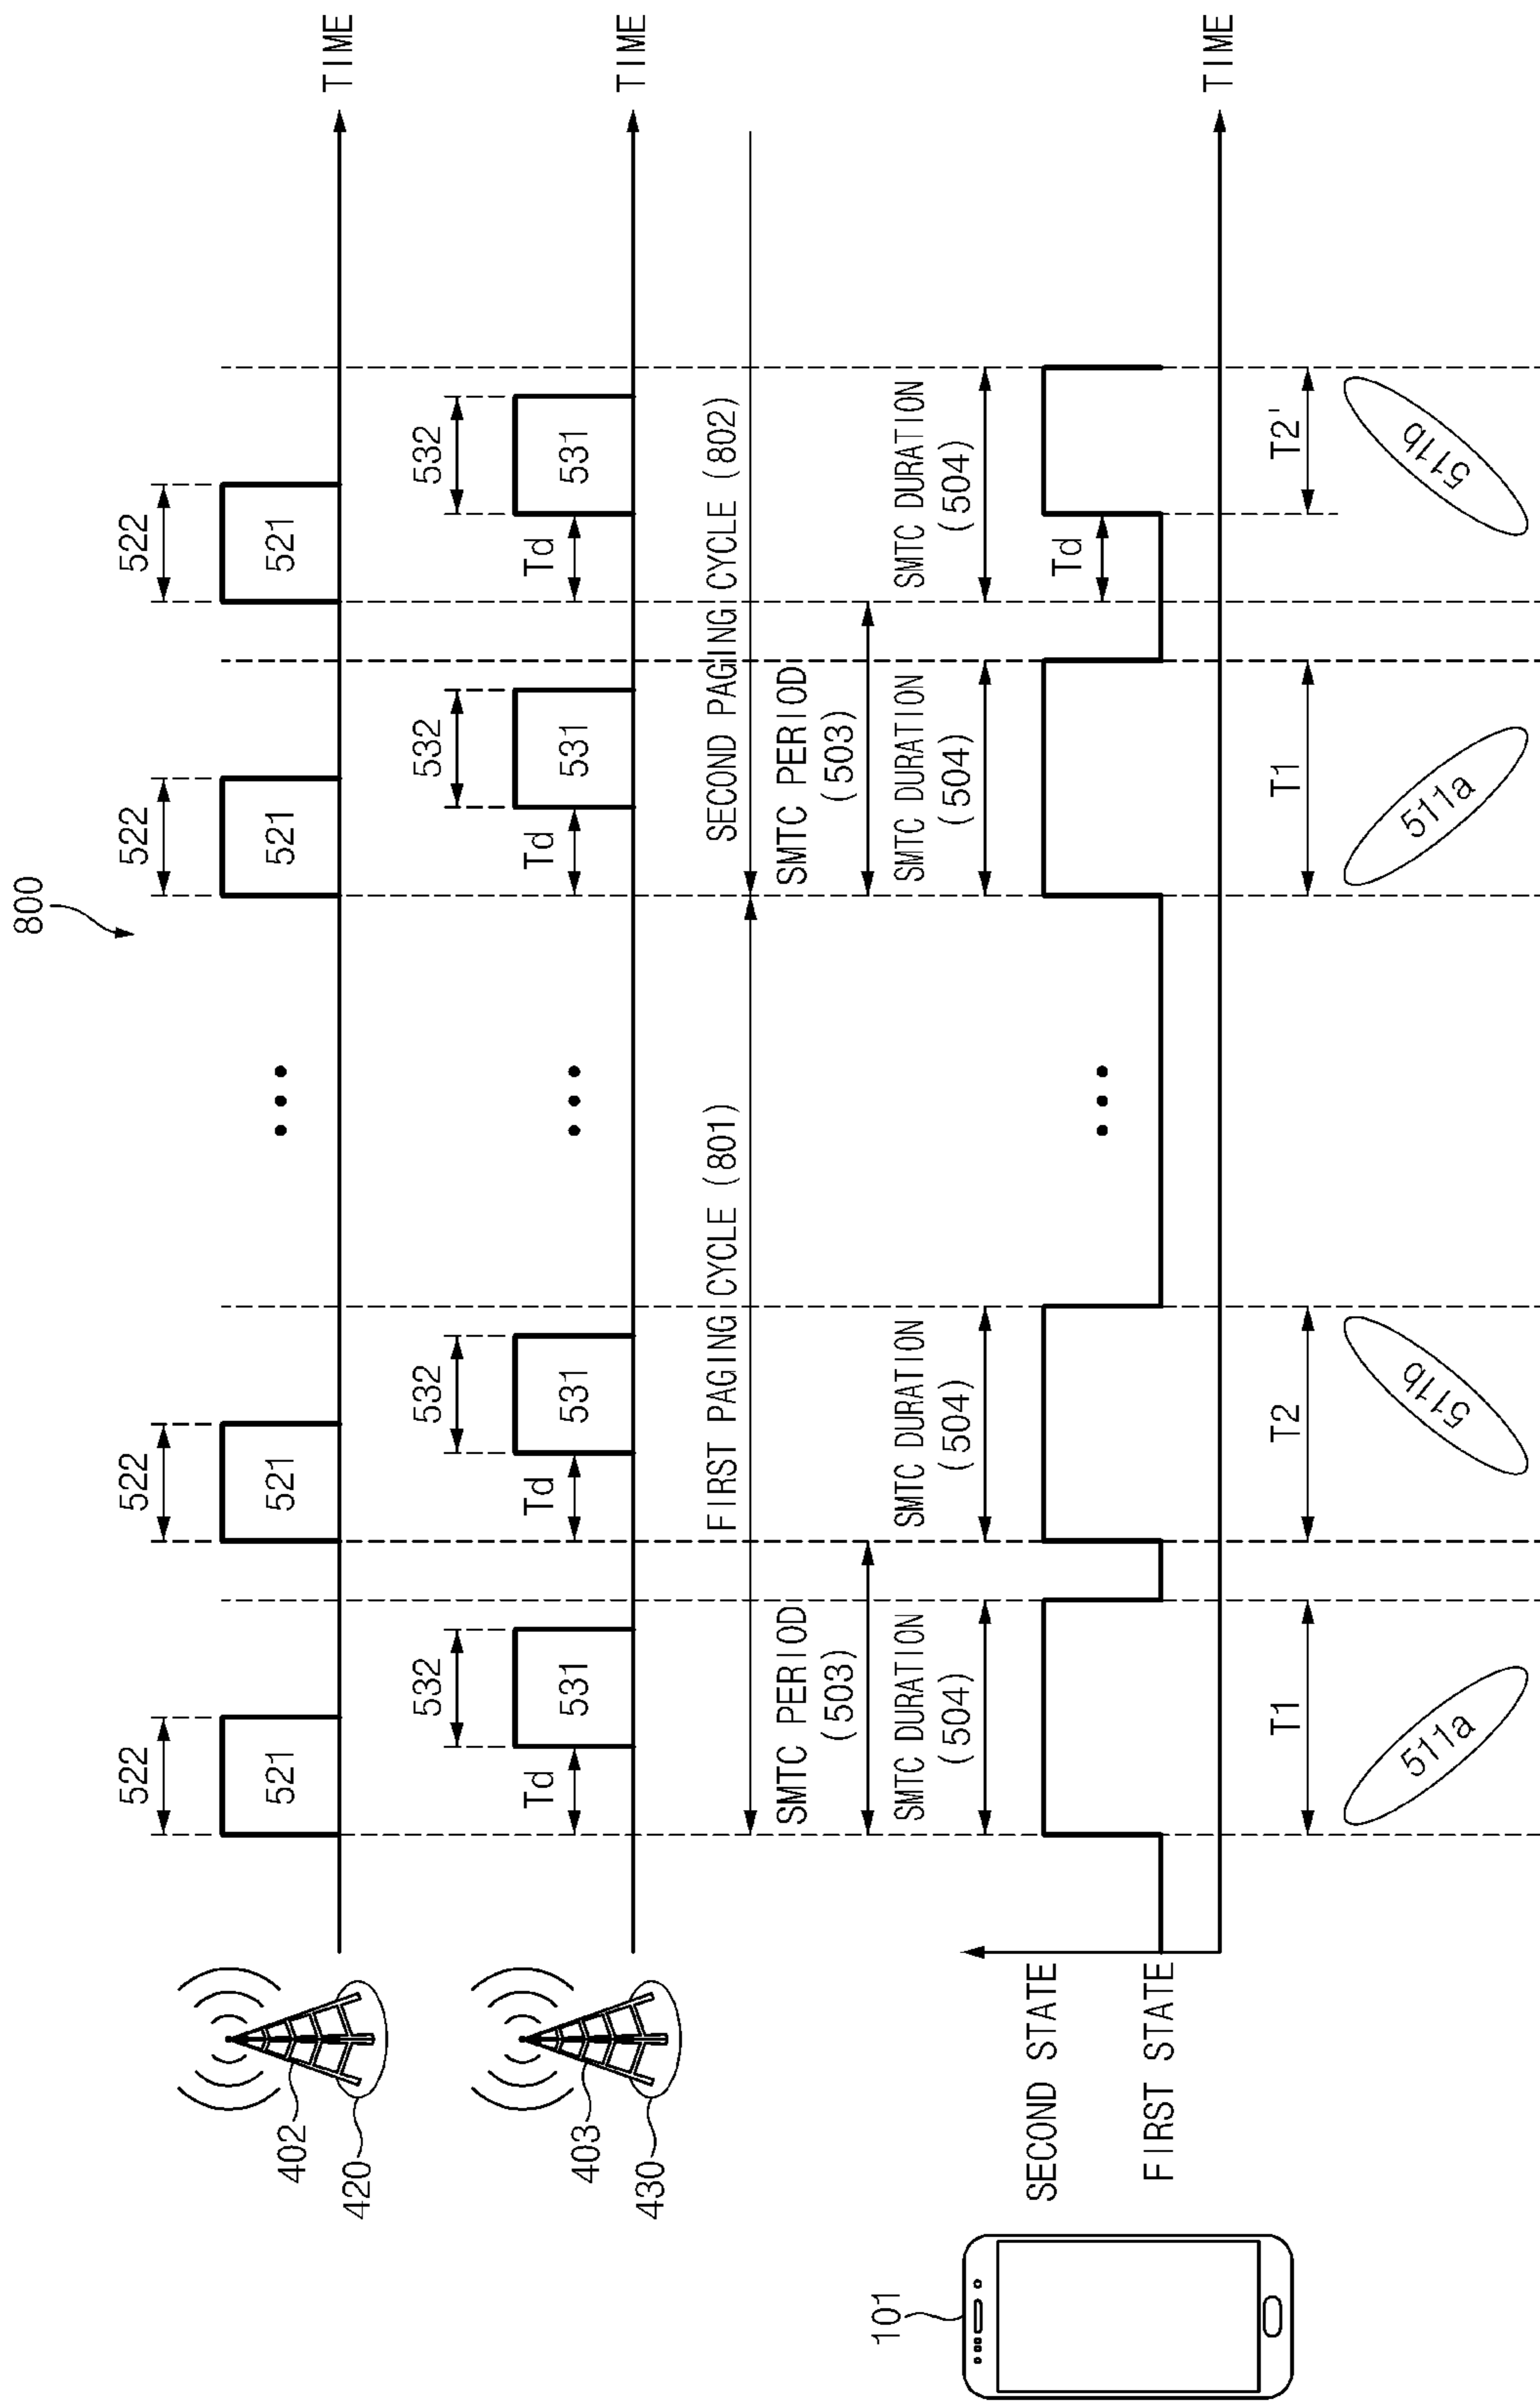 800
522
522
522
522
521
521
• • •
521
521
TIME
402
420
532
532
532
532
Td
531
Td
531
• • •
Td
531
Td
531
TIME
403
430
FIRST PAGING CYCLE (801)
SECOND PAGING CYCLE (802)
SMTC PERIOD
(503)
SMTC PERIOD
(503)
SMTC DURATION
(504)
SMTC DURATION
(504)
SMTC DURATION
(504)
SMTC DURATION
(504)
101
SECOND STATE
FIRST STATE
• • •
Td
TIME
T1
T2
T1
T2'
511a
511b
511a
511b